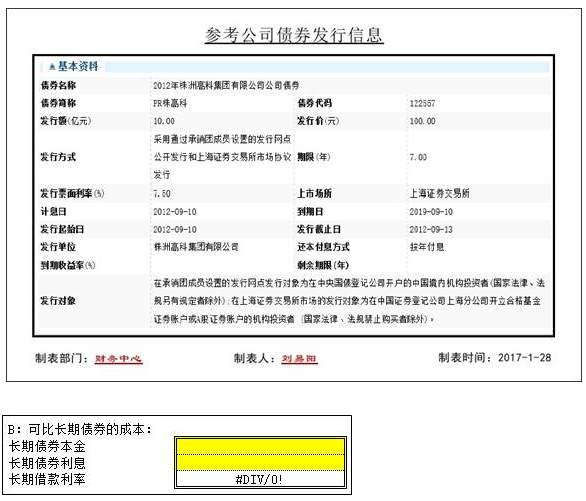 参考公司债券发行信息
基本资料
债券名称 2012年株洲高科集团有限公司公司债券
债券简称 PR株高科 债券代码 122557
发行额(亿元) 10.00 发行价(元) 100.00
发行方式 采用通过承销团成员设置的发行网点公开发行和上海证券交易所市场协议发行 期限(年) 7.00
发行票面利率(%) 7.50 上市场所 上海证券交易所
计息日 2012-09-10 到期日 2019-09-10
发行起始日 2012-09-10 发行截止日 2012-09-13
发行单位 株洲高科集团有限公司 还本付息方式 按年付息
到期收益率(%) 剩余期限(年)
发行对象 在承销团成员设置的发行网点发行对象为在中央国债登记公司开户的中国境内机构投资者(国家法律、法
规另有规定者除外);在上海证券交易所市场的发行对象为在中国证券登记公司上海分公司开立合格基金
证券账户或A股证券账户的机构投资者 (国家法律、法规禁止购买者除外)。
制表部门: 财务中心 制表人: 刘易阳 制表时间: 2017-1-28
B: 可比长期债券的成本:
长期债券本金
长期债券利息
长期借款利率 #DIV/0!